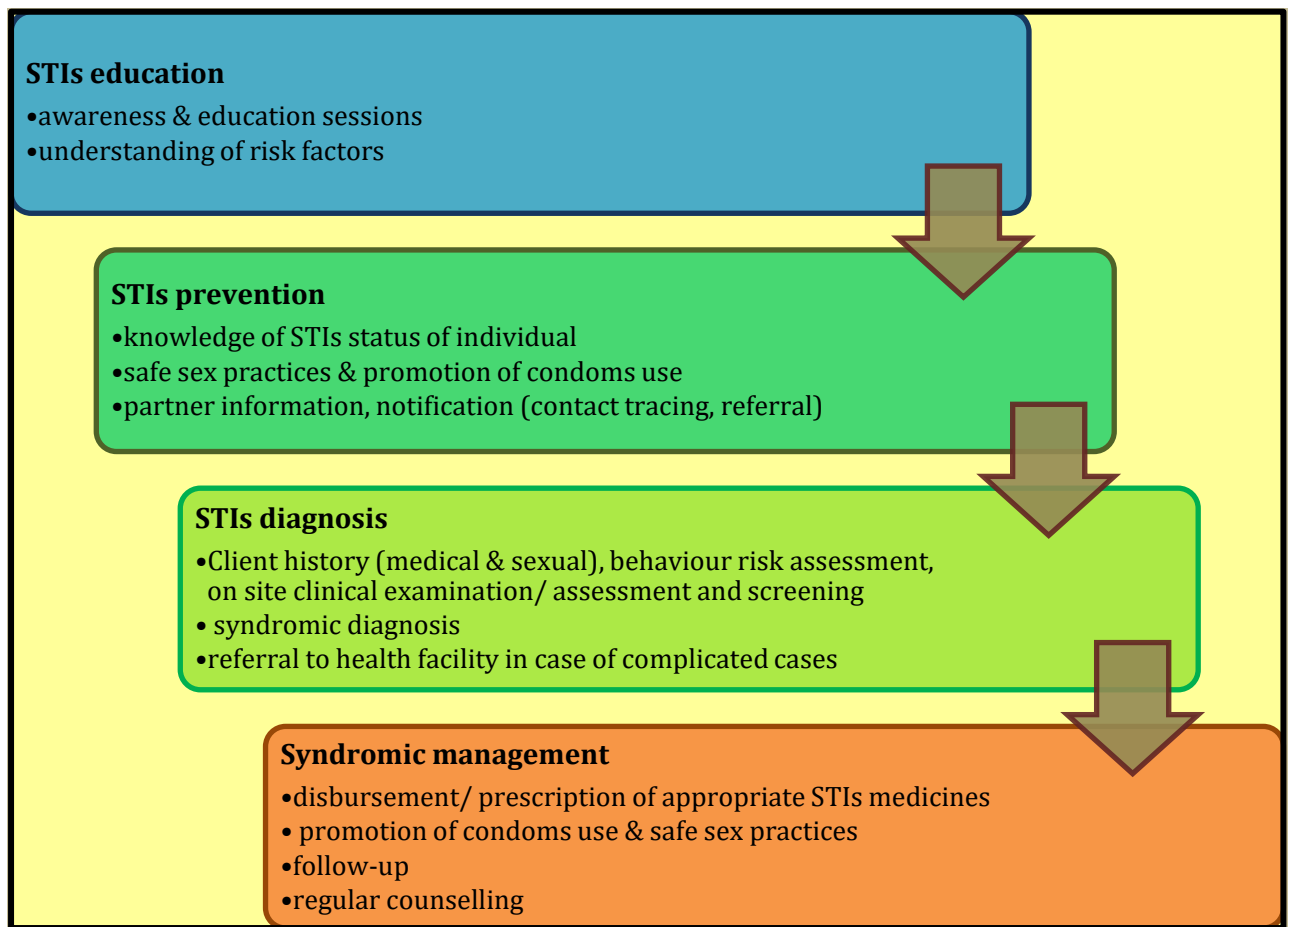 STIs education
•awareness & education sessions
•understanding of risk factors
STIs prevention
•knowledge of STIs status of individual
•safe sex practices & promotion of condoms use
•partner information, notification (contact tracing, referral)
STIs diagnosis
•Client history (medical & sexual), behaviour risk assessment,
on site clinical examination/ assessment and screening
• syndromic diagnosis
•referral to health facility in case of complicated cases
Syndromic management
•disbursement/ prescription of appropriate STIs medicines
• promotion of condoms use & safe sex practices
•follow-up
•regular counselling